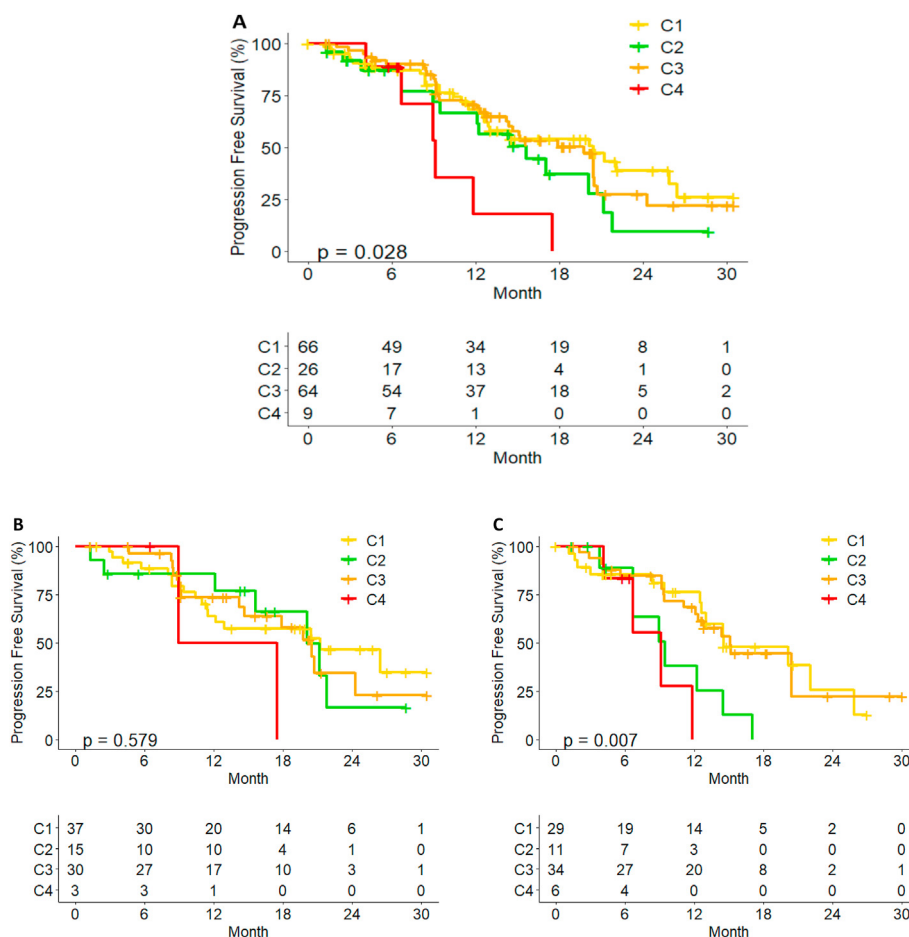 A
Progression Free Survival (%)
100
75
50
25
0
C1
C2
C3
C4
p = 0.028
0 6 12 18 24 30
Month
C1 66 49 34 19 8 1
C2 26 17 13 4 1 0
C3 64 54 37 18 5 2
C4 9 7 1 0 0 0
0 6 12 18 24 30
Month
B
Progression Free Survival (%)
100
75
50
25
0
C1
C2
C3
C4
p = 0.579
0 6 12 18 24 30
Month
C1 37 30 20 14 6 1
C2 15 10 10 4 1 0
C3 30 27 17 10 3 1
C4 3 3 1 0 0 0
0 6 12 18 24 30
Month
C
Progression Free Survival (%)
100
75
50
25
0
C1
C2
C3
C4
p = 0.007
0 6 12 18 24 30
Month
C1 29 19 14 5 2 0
C2 11 7 3 0 0 0
C3 34 27 20 8 2 1
C4 6 4 0 0 0 0
0 6 12 18 24 30
Month